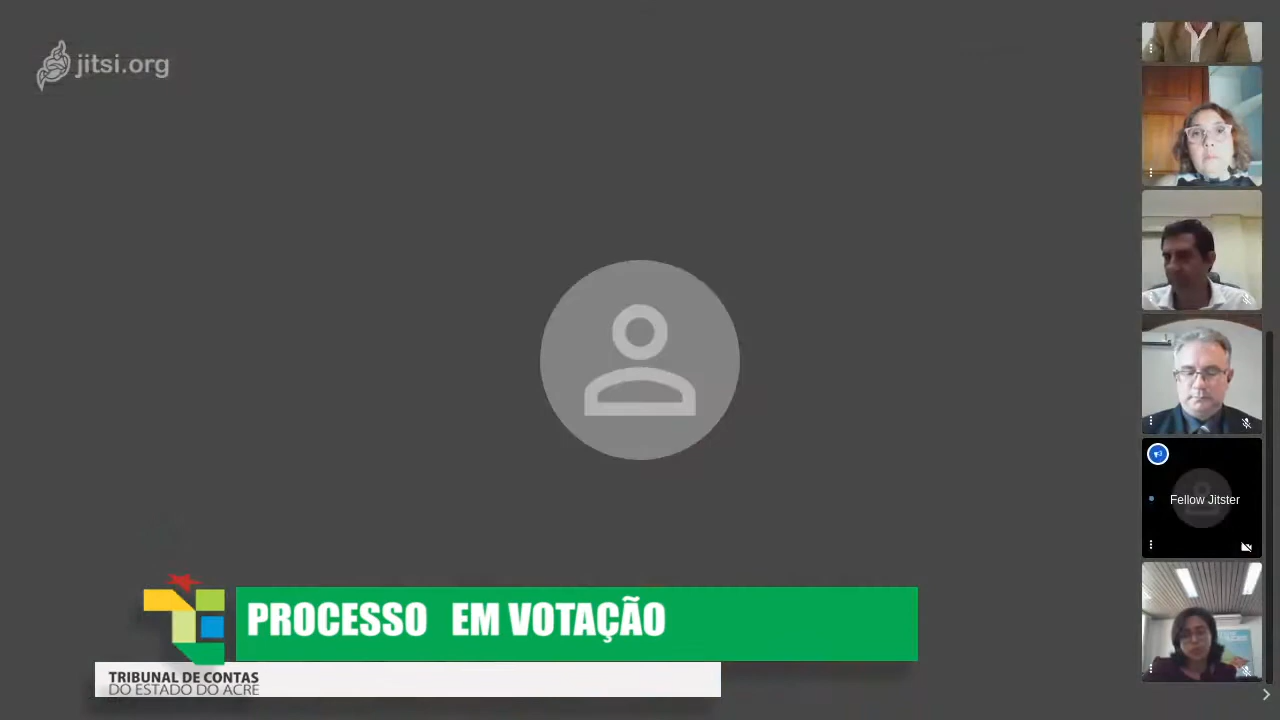 jitsi.org
Fellow Jitster
PROCESSO EM VOTAÇÃO
TRIBUNAL DE CONTAS
DO ESTADO DO ACRE